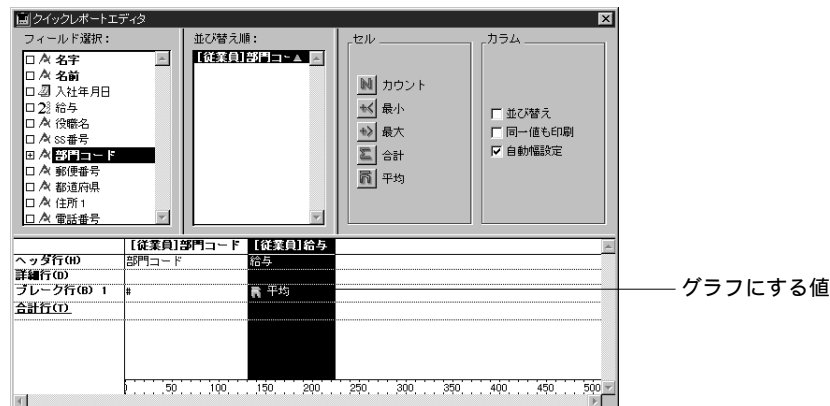 クイックレポートエディタ
フィールド選択：
名字
名前
入社年月日
給与
役職名
SS番号
部門コード
郵便番号
都道府県
住所1
電話番号
並び替え順：
【従業員】部門コー
セル
カウント
最小
最大
合計
平均
カラム
並び替え
同一値も印刷
自動幅設定
【従業員】部門コード 【従業員】給与
ヘッダ行(H) 部門コード 給与
詳細行(D)
ブレーク行(B) 1 # 平均
合計行(T)
グラフにする値
50 100 150 200 250 300 350 400 450 500